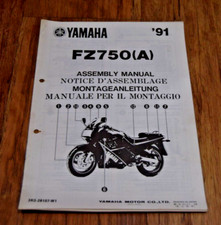 YAMAHA '91
FZ750(A)
ASSEMBLY MANUAL
NOTICE D'ASSEMBLAGE
MONTAGEANLEITUNG
MANUALE PER IL MONTAGGIO
YAMAHA MOTOR CO., LTD.